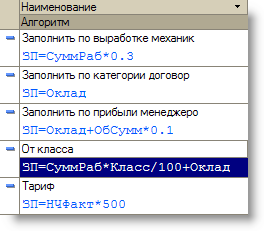 Наименование
Алгоритм
Заполнить по выработке механик
ЗП=СуммРаб*0.3
Заполнить по категории договор
ЗП=Оклад
Заполнить по прибыли менеджеро
ЗП=Оклад+ОбСумм*0.1
От класса
ЗП=СуммРаб*Класс/100+Оклад
Тариф
ЗП=НЧфакт*500